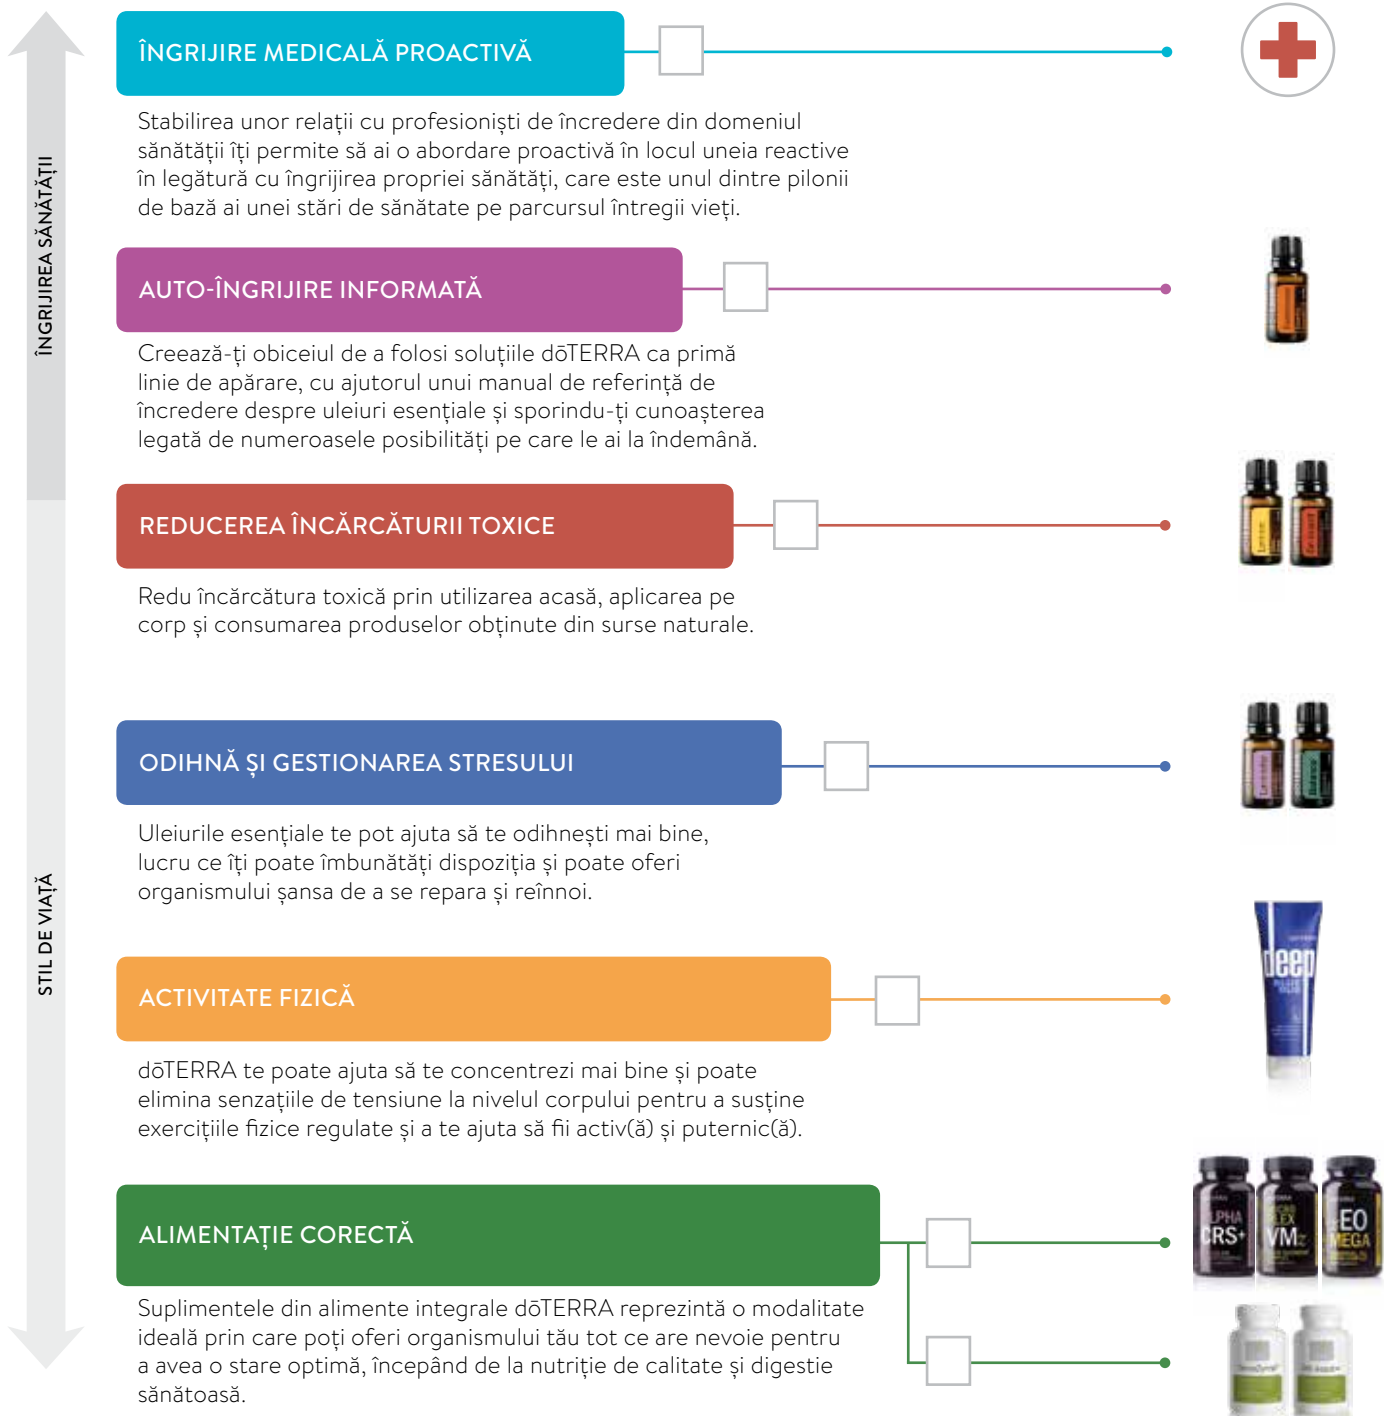 ÎNGRIJIREA SĂNĂTĂȚII
STIL DE VIAȚĂ
ÎNGRIJIRE MEDICALĂ PROACTIVĂ
Stabilirea unor relații cu profesioniști de încredere din domeniul
sănătății îți permite să ai o abordare proactivă în locul uneia reactive
în legătură cu îngrijirea propriei sănătăți, care este unul dintre pilonii
de bază ai unei stări de sănătate pe parcursul întregii vieți.
AUTO-ÎNGRIJIRE INFORMATĂ
Creează-ți obiceiul de a folosi soluțiile dōTERRA ca primă
linie de apărare, cu ajutorul unui manual de referință de
încredere despre uleiuri esențiale și sporindu-ți cunoașterea
legată de numeroasele posibilități pe care le ai la îndemână.
REDUCEREA ÎNCĂRCĂTURII TOXICE
Redu încărcătura toxică prin utilizarea acasă, aplicarea pe
corp și consumarea produselor obținute din surse naturale.
ODIHNĂ ȘI GESTIONAREA STRESULUI
Uleiurile esențiale te pot ajuta să te odihnești mai bine,
lucru ce îți poate îmbunătăți dispoziția și poate oferi
organismului șansa de a se repara și reînnoi.
ACTIVITATE FIZICĂ
dōTERRA te poate ajuta să te concentrezi mai bine și poate
elimina senzațiile de tensiune la nivelul corpului pentru a susține
exercițiile fizice regulate și a te ajuta să fii activ(ă) și puternic(ă).
deep
ALIMENTAȚIE CORECTĂ
CRS+
VMz
EO
MEGA
Suplimentele din alimente integrale dōTERRA reprezintă o modalitate
ideală prin care poți oferi organismului tău tot ce are nevoie pentru
a avea o stare optimă, începând de la nutriție de calitate și digestie
sănătoasă.